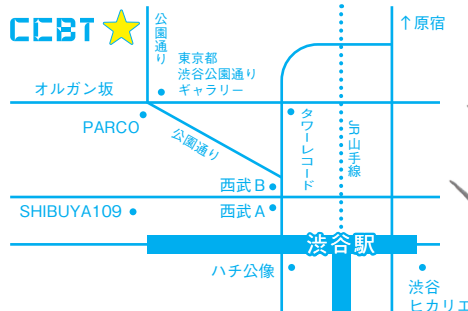 CCBT
公園通り
東京都
渋谷公園通り
ギャラリー
↑原宿
オルガン坂
PARCO
公園通り
タワーレコード
JR山手線
西武B
西武A
SHIBUYA109
渋谷駅
ハチ公像
渋谷
ヒカリエ